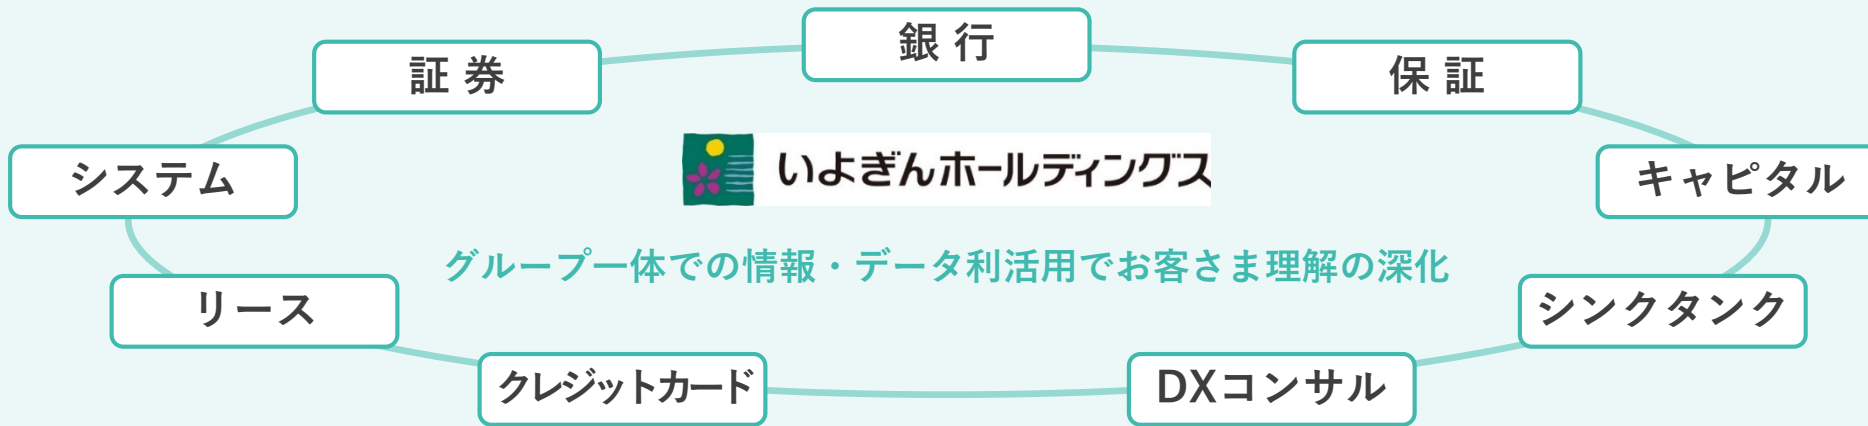 銀行
証券
保証
いよぎんホールディングス
システム
キャピタル
グループ一体での情報・データ利活用でお客さま理解の深化
リース
シンクタンク
クレジットカード
DXコンサル